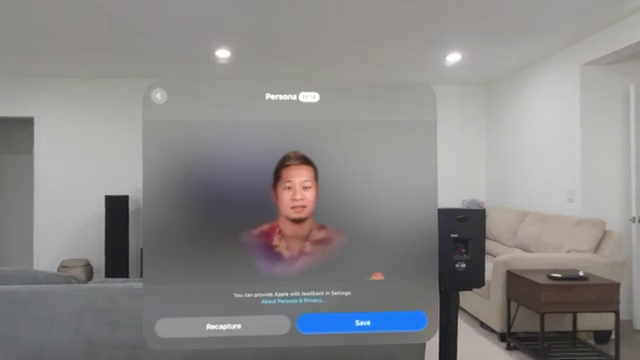 Persona BETA
You can provide Apple with feedback in Settings.
About Persona & Privacy...
Recapture
Save